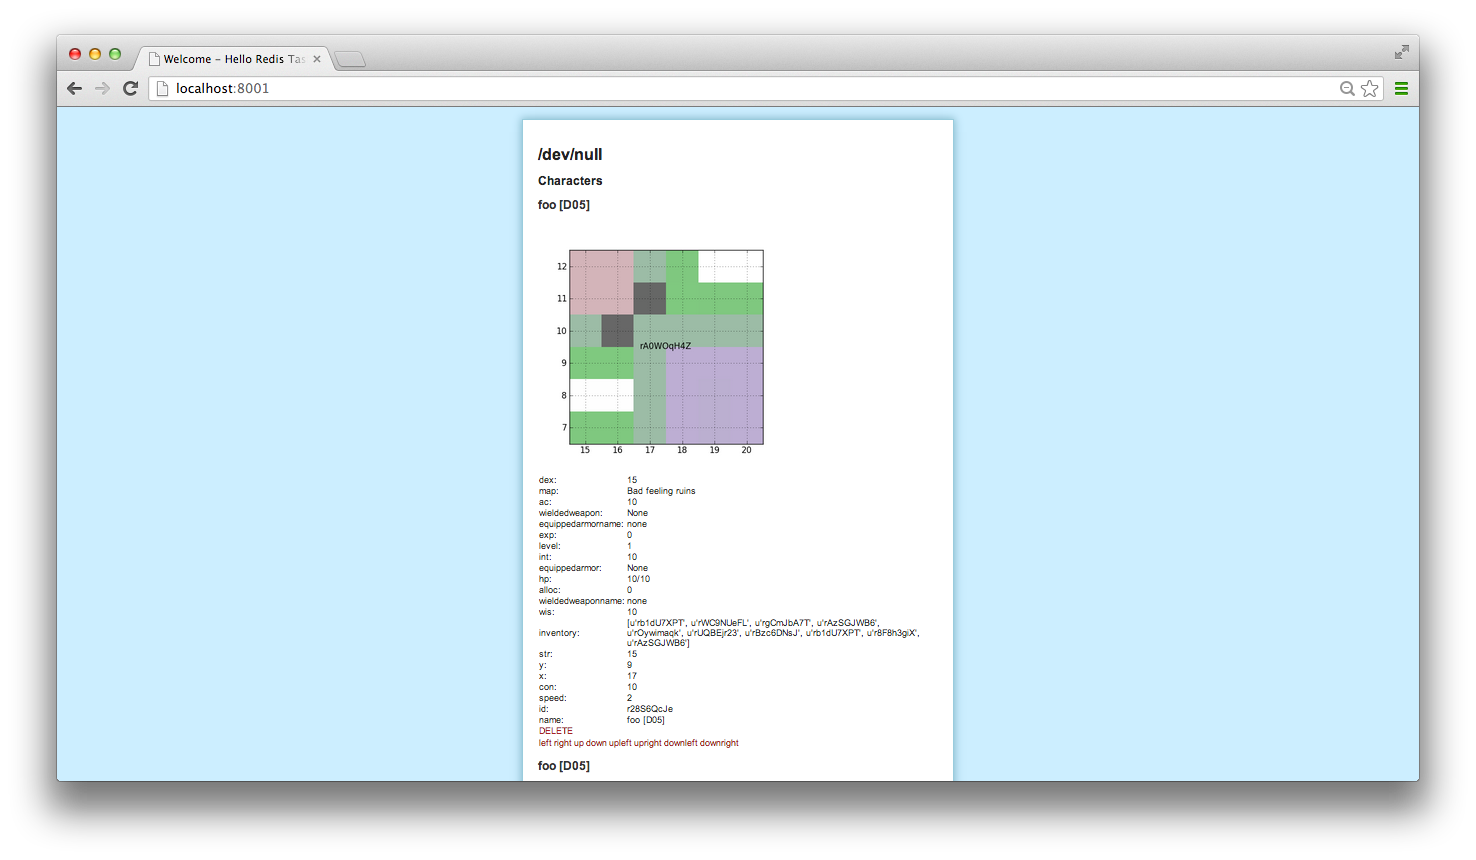 Welcome – Hello Redis Tas
localhost:8001
/dev/null
Characters
foo [D05]
12
11
10
rA0WOqH4Z
9
8
7
15 16 17 18 19 20
dex: 15
map: Bad feeling ruins
ac: 10
wieldedweapon: None
equippedarmorname: none
exp: 0
level: 1
int: 10
equippedarmor: None
hp: 10/10
alloc: 0
wieldedweaponname: none
wis: 10
inventory: [u'rb1dU7XPT', u'rWC9NUeFL', u'rgCmJbA7T', u'rAzSGJWB6',
u'rOywimaqk', u'rUQBEjr23', u'rBzc6DNsJ', u'rb1dU7XPT', u'r8F8h3giX',
u'rAzSGJWB6']
str: 15
y: 9
x: 17
con: 10
speed: 2
id: r28S6QcJe
name: foo [D05]
DELETE
left right up down upleft upright downleft downright
foo [D05]